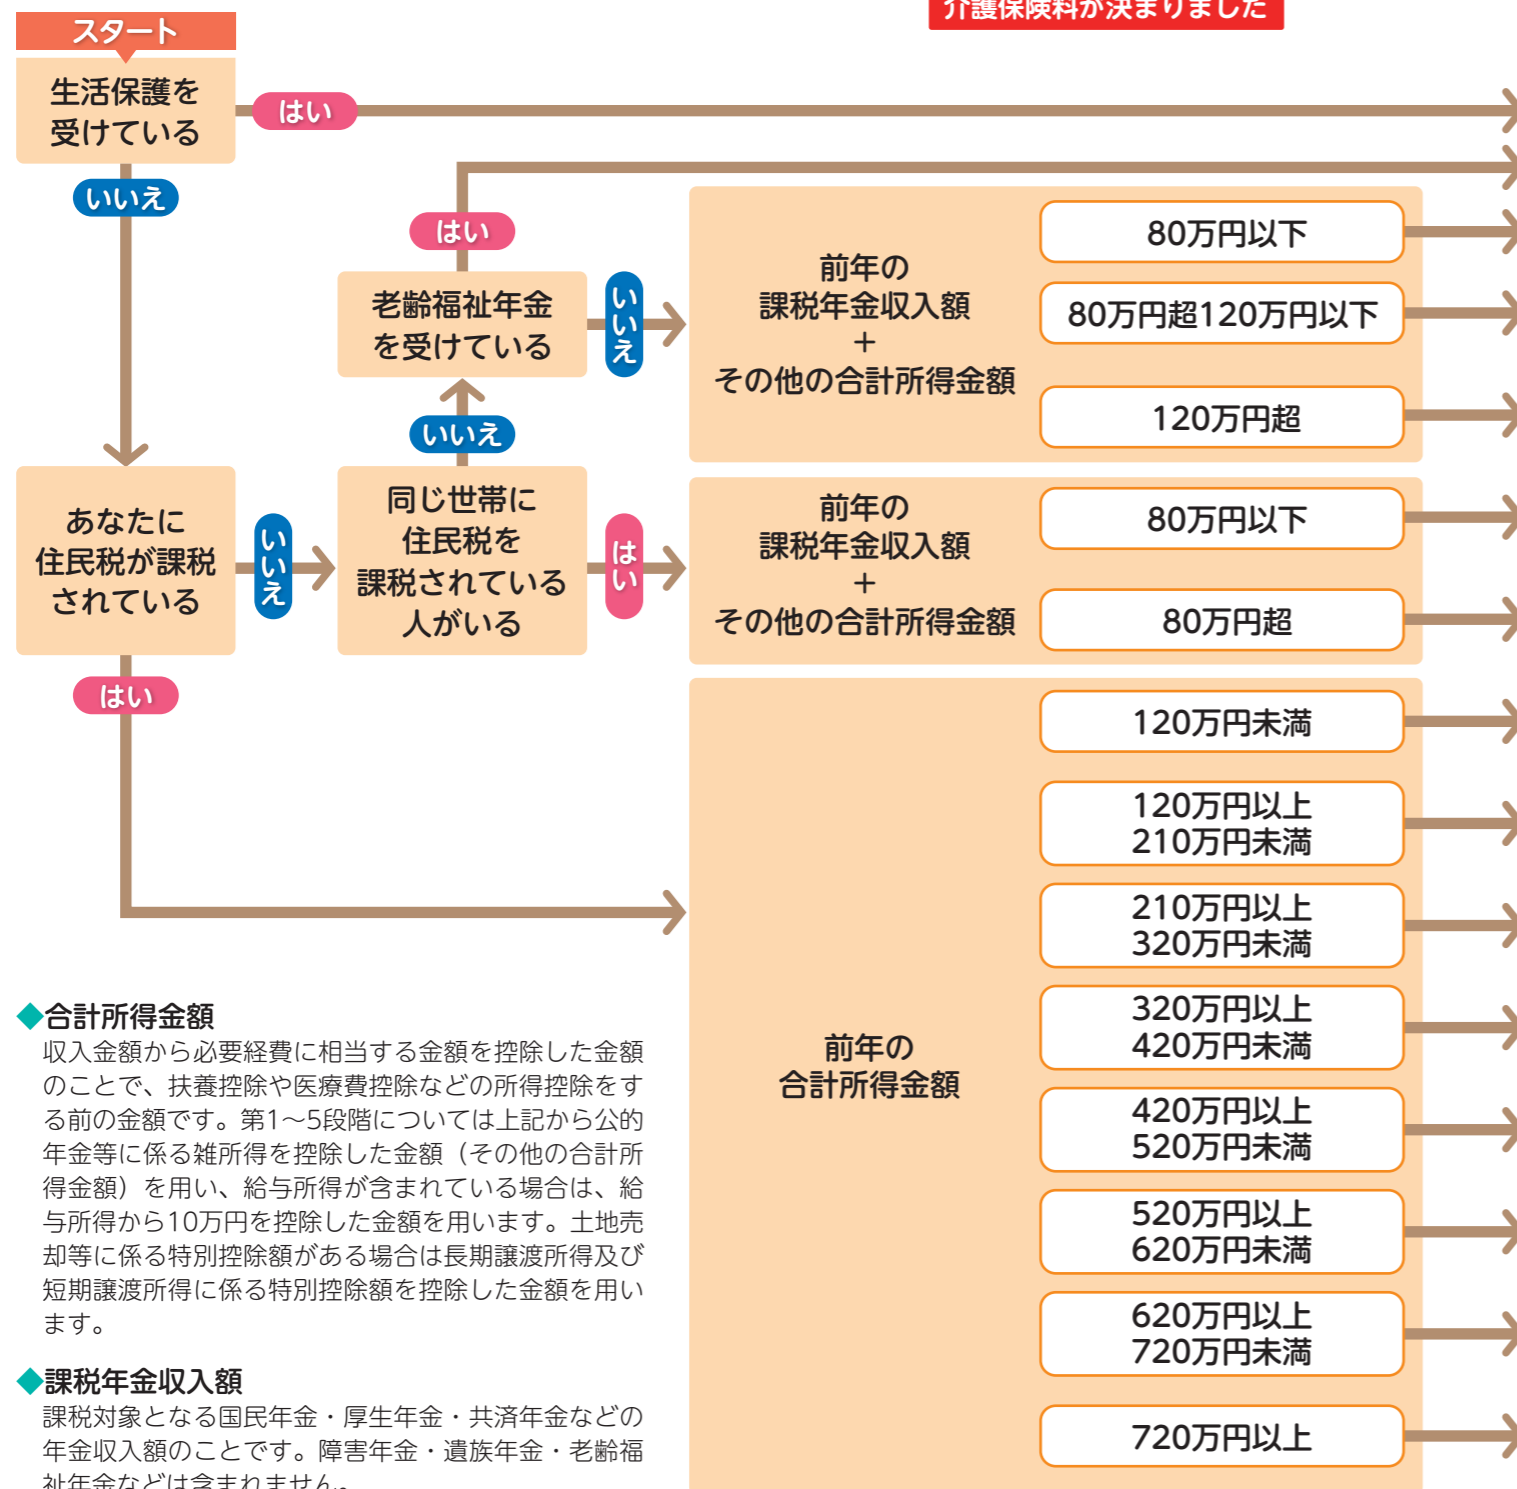 介護保険料が決まりました
スタート
生活保護を
受けている
はい
いいえ
はい
老齢福祉年金
を受けている
いいえ
いいえ
あなたに
住民税が課税
されている
いいえ
同じ世帯に
住民税を
課税されている
人がいる
はい
はい
前年の
課税年金収入額
＋
その他の合計所得金額
80万円以下
80万円超120万円以下
120万円超
前年の
課税年金収入額
＋
その他の合計所得金額
80万円以下
80万円超
前年の
合計所得金額
120万円未満
120万円以上
210万円未満
210万円以上
320万円未満
320万円以上
420万円未満
420万円以上
520万円未満
520万円以上
620万円未満
620万円以上
720万円未満
720万円以上
◆合計所得金額
収入金額から必要経費に相当する金額を控除した金額
のことで、扶養控除や医療費控除などの所得控除をす
る前の金額です。第1～5段階については上記から公的
年金等に係る雑所得を控除した金額（その他の合計所
得金額）を用い、給与所得が含まれている場合は、給
与所得から10万円を控除した金額を用います。土地売
却等に係る特別控除額がある場合は長期譲渡所得及び
短期譲渡所得に係る特別控除額を控除した金額を用い
ます。
◆課税年金収入額
課税対象となる国民年金・厚生年金・共済年金などの
年金収入額のことです。障害年金・遺族年金・老齢福
祉年金などは含まれません。